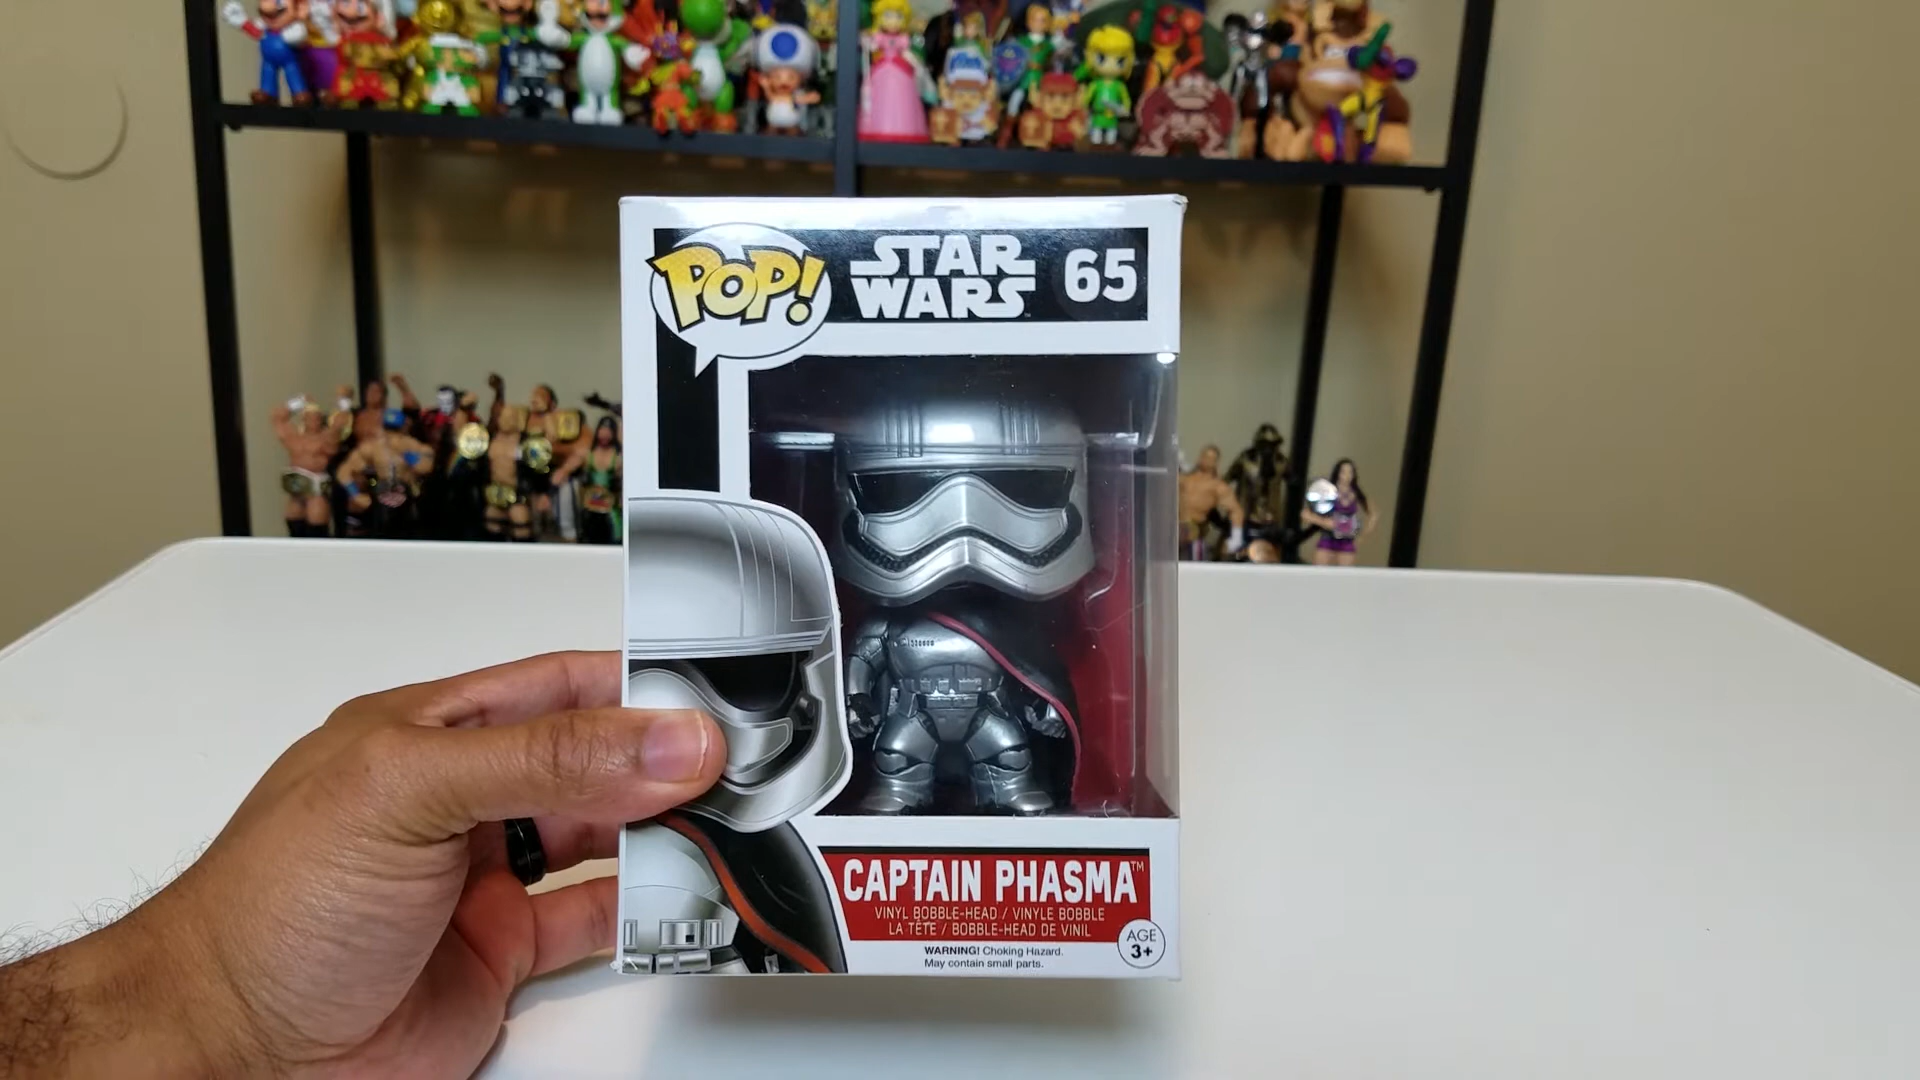 POP!
STAR
WARS™
65
CAPTAIN PHASMA™
VINYL BOBBLE-HEAD / VINYLE BOBBLE
LA TÊTE / BOBBLE-HEAD DE VINIL
WARNING! Choking Hazard.
May contain small parts.
AGE
3+